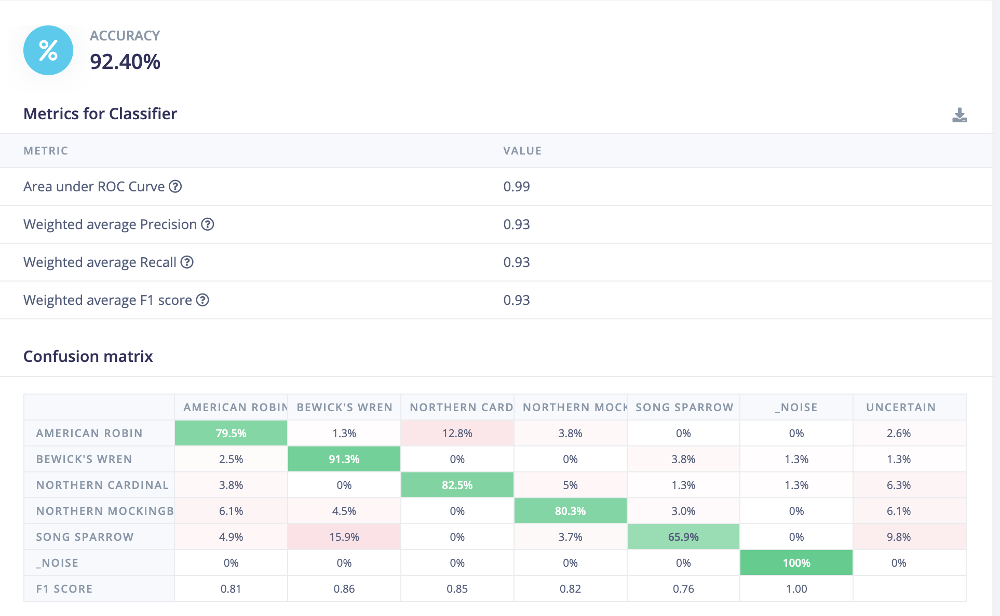 %
ACCURACY
92.40%
Metrics for Classifier
METRIC VALUE
Area under ROC Curve ? 0.99
Weighted average Precision ? 0.93
Weighted average Recall ? 0.93
Weighted average F1 score ? 0.93
Confusion matrix
AMERICAN ROBIN BEWICK'S WREN NORTHERN CARD NORTHERN MOCK SONG SPARROW _NOISE UNCERTAIN
AMERICAN ROBIN 79.5% 1.3% 12.8% 3.8% 0% 0% 2.6%
BEWICK'S WREN 2.5% 91.3% 0% 0% 3.8% 1.3% 1.3%
NORTHERN CARDINAL 3.8% 0% 82.5% 5% 1.3% 1.3% 6.3%
NORTHERN MOCKINGB 6.1% 4.5% 0% 80.3% 3.0% 0% 6.1%
SONG SPARROW 4.9% 15.9% 0% 3.7% 65.9% 0% 9.8%
_NOISE 0% 0% 0% 0% 0% 100% 0%
F1 SCORE 0.81 0.86 0.85 0.82 0.76 1.00